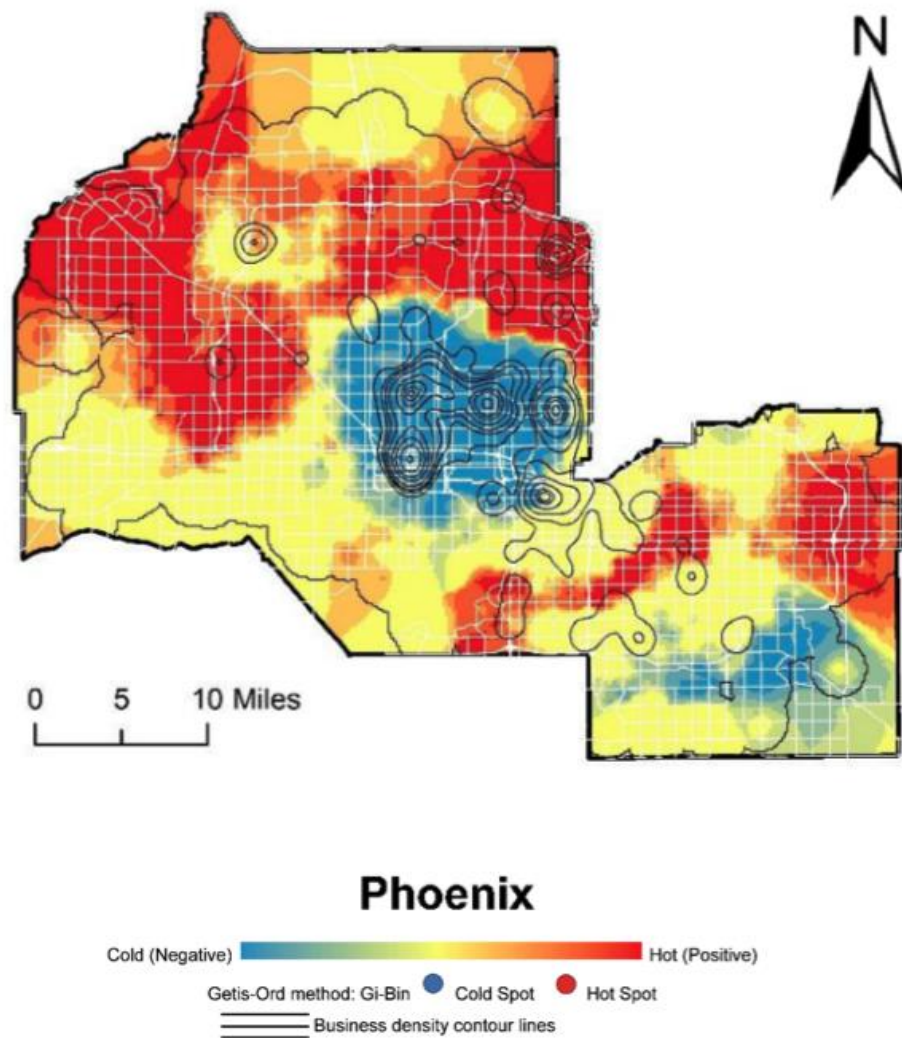 N
0 5 10 Miles
Phoenix
Cold (Negative) Hot (Positive)
Getis-Ord method: Gi-Bin Cold Spot Hot Spot
Business density contour lines